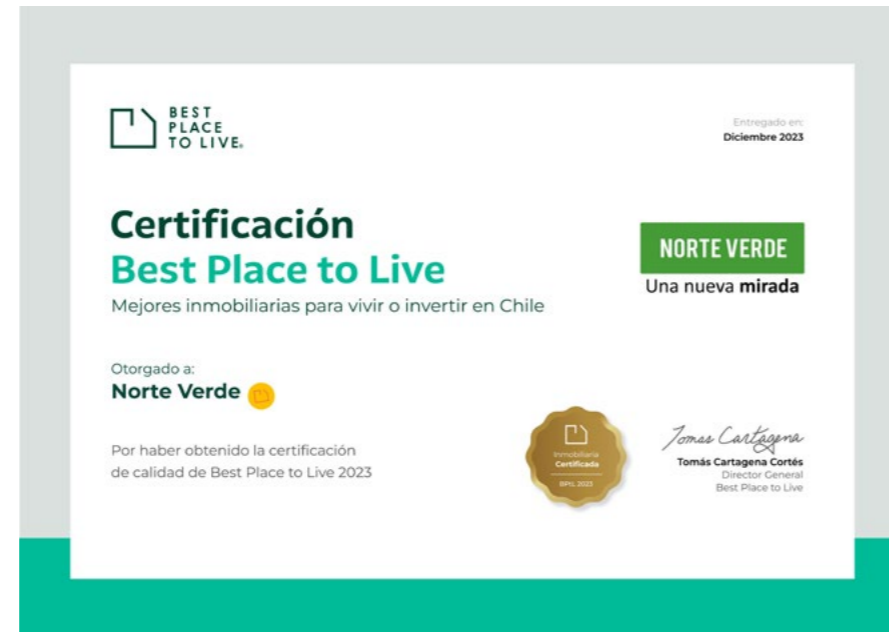 BEST
PLACE
TO LIVE®
Entregado en:
Diciembre 2023
Certificación
Best Place to Live
Mejores inmobiliarias para vivir o invertir en Chile
NORTE VERDE
Una nueva mirada
Otorgado a:
Norte Verde
Por haber obtenido la certificación
de calidad de Best Place to Live 2023
Inmobiliaria
Certificada
BPTL 2023
Tomás Cartagena
Tomás Cartagena Cortés
Director General
Best Place to Live